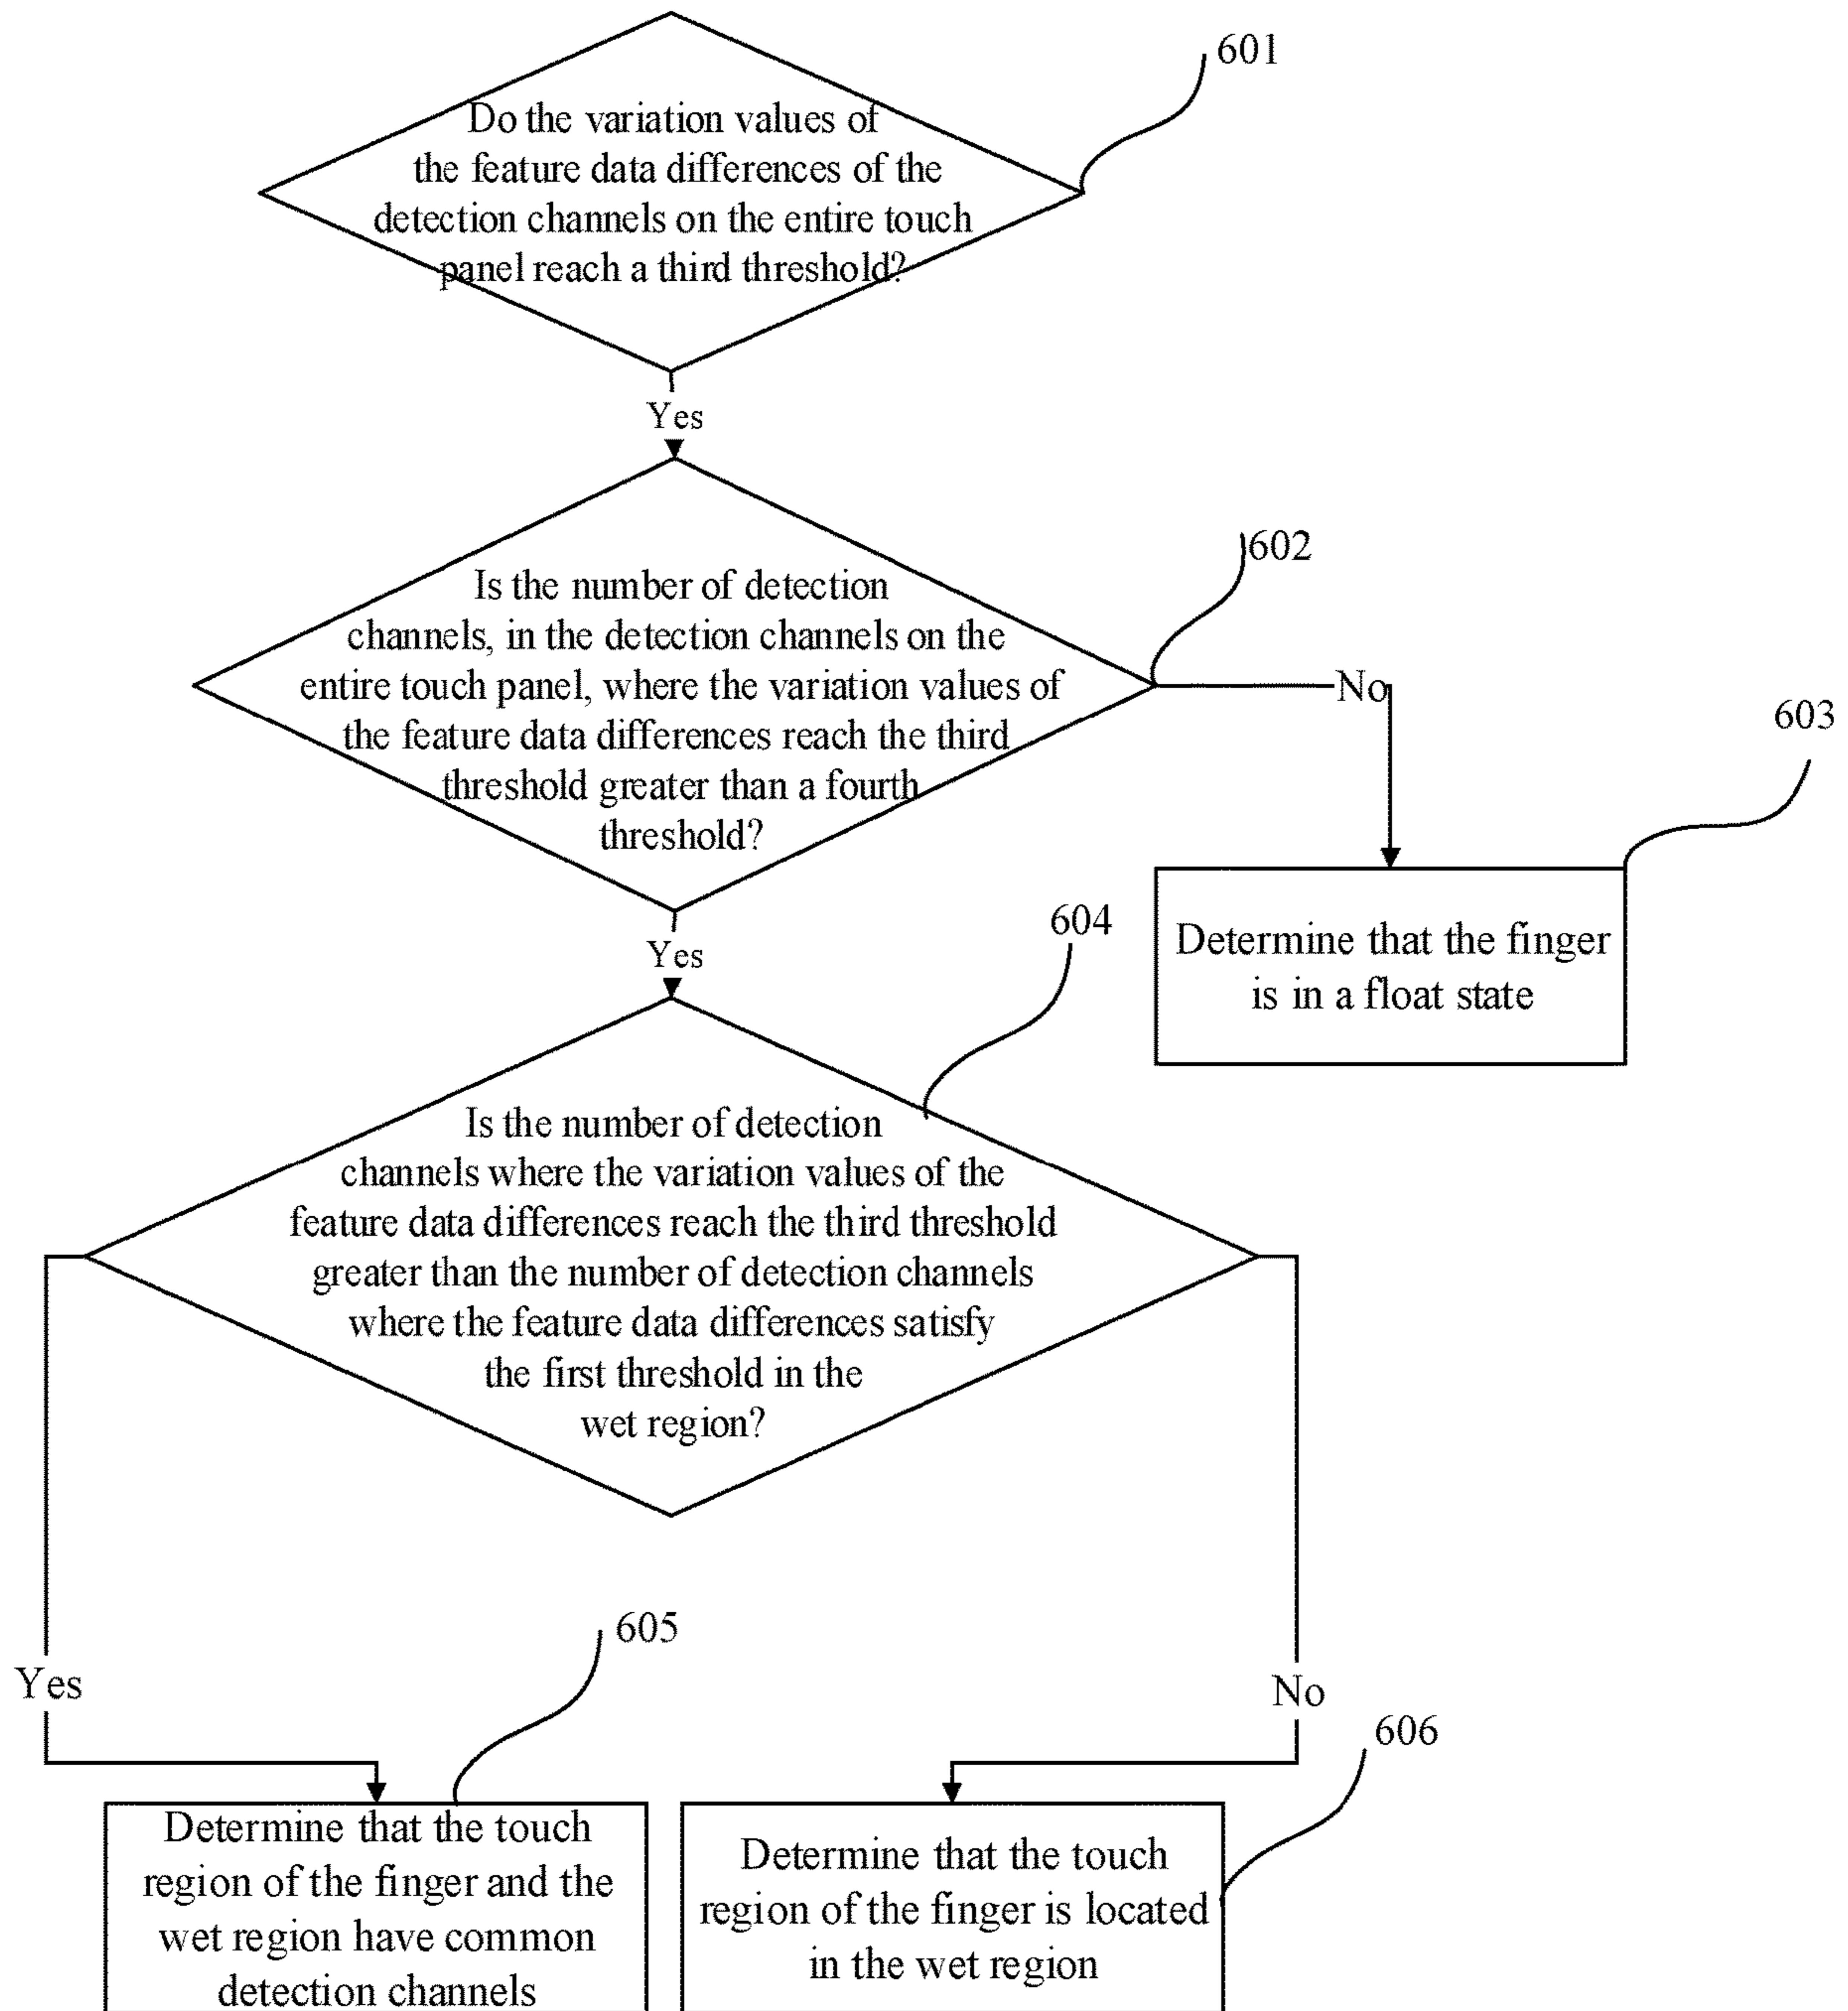 601
Do the variation values of
the feature data differences of the
detection channels on the entire touch
panel reach a third threshold?
Yes
602
Is the number of detection
channels, in the detection channels on the
entire touch panel, where the variation values of
the feature data differences reach the third
threshold greater than a fourth
threshold?
No
603
Determine that the finger
is in a float state
Yes
604
Is the number of detection
channels where the variation values of the
feature data differences reach the third threshold
greater than the number of detection channels
where the feature data differences satisfy
the first threshold in the
wet region?
Yes
605
Determine that the touch
region of the finger and the
wet region have common
detection channels
No
606
Determine that the touch
region of the finger is located
in the wet region